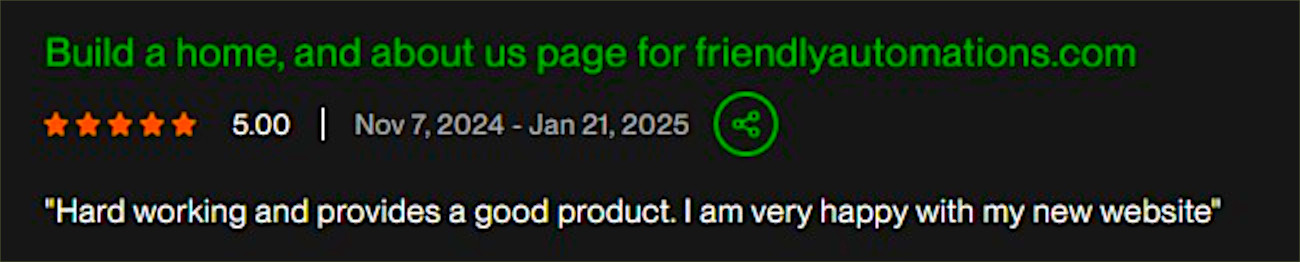 Build a home, and about us page for friendlyautomations.com
5.00 | Nov 7, 2024 - Jan 21, 2025
"Hard working and provides a good product. I am very happy with my new website"